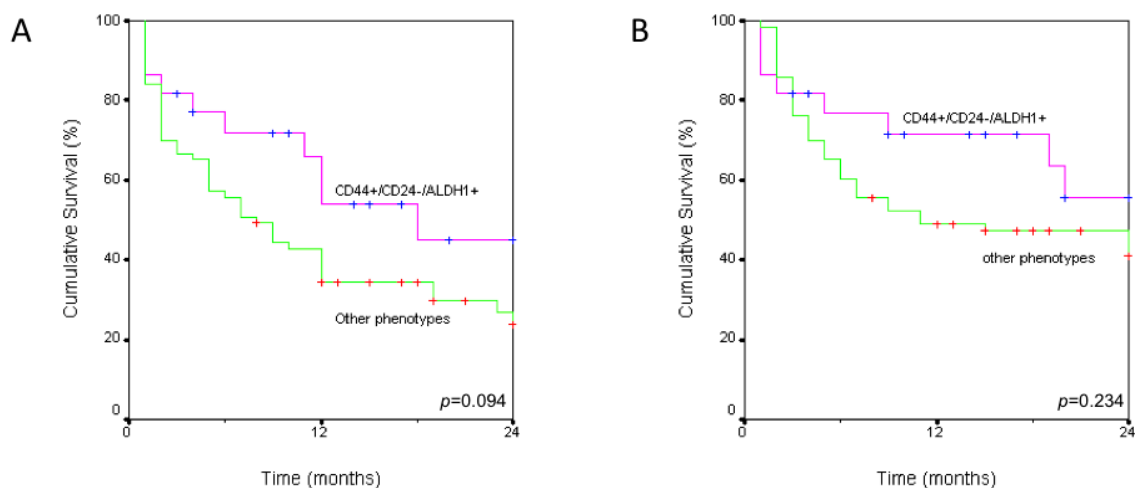 A
Cumulative Survival (%)
100
80
60
40
20
0
CD44+/CD24-/ALDH1+
Other phenotypes
p=0.094
0
12
24
Time (months)
B
Cumulative Survival (%)
100
80
60
40
20
0
CD44+/CD24-/ALDH1+
other phenotypes
p=0.234
0
12
24
Time (months)